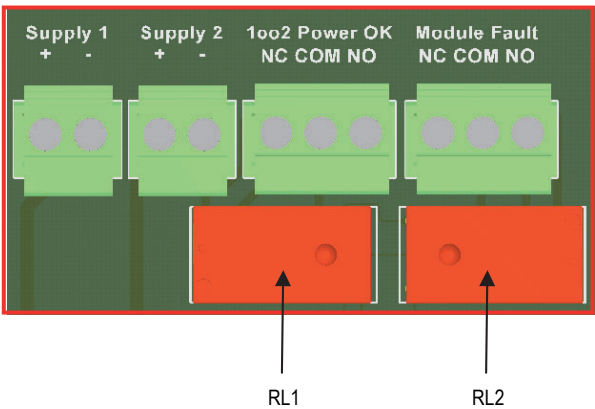 Supply 1 Supply 2 1oo2 Power OK Module Fault
+ - + - NC COM NO NC COM NO
RL1 RL2